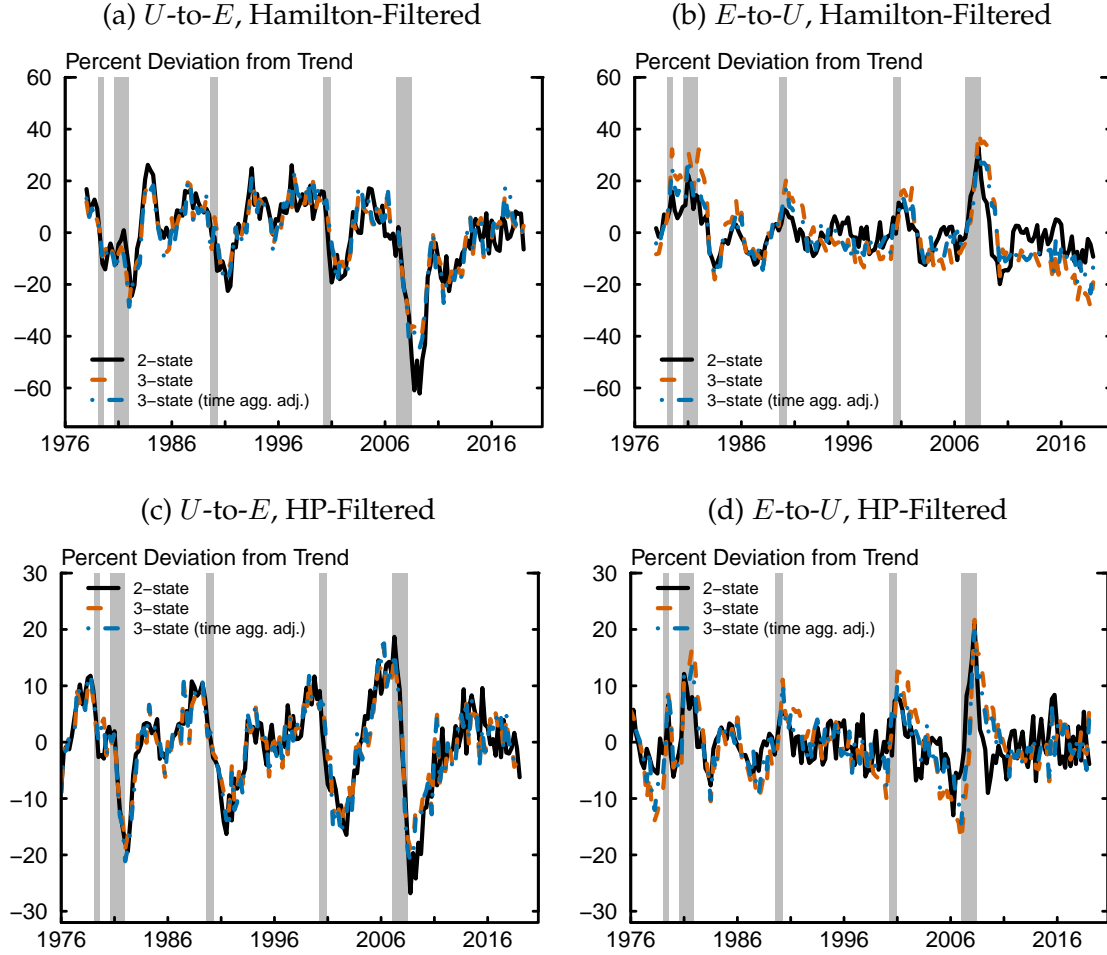 (a) U-to-E, Hamilton-Filtered
Percent Deviation from Trend
60
40
20
0
−20
−40
−60
2−state
3−state
3−state (time agg. adj.)
1976 1986 1996 2006 2016
(b) E-to-U, Hamilton-Filtered
Percent Deviation from Trend
60
40
20
0
−20
−40
−60
2−state
3−state
3−state (time agg. adj.)
1976 1986 1996 2006 2016
(c) U-to-E, HP-Filtered
Percent Deviation from Trend
30
20
10
0
−10
−20
−30
2−state
3−state
3−state (time agg. adj.)
1976 1986 1996 2006 2016
(d) E-to-U, HP-Filtered
Percent Deviation from Trend
30
20
10
0
−10
−20
−30
2−state
3−state
3−state (time agg. adj.)
1976 1986 1996 2006 2016